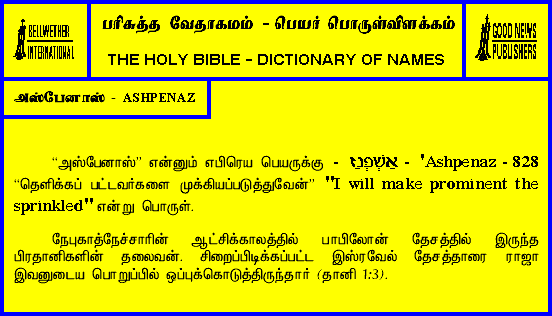 BELLWETHER
INTERNATIONAL
பரிசுத்த வேதாகமம் - பெயர் பொருள்விளக்கம்
THE HOLY BIBLE - DICTIONARY OF NAMES
GOOD NEWS
PUBLISHERS
அஸ்பேனாஸ் - ASHPENAZ
“அஸ்பேனாஸ்” என்னும் எபிரெய பெயருக்கு - אַשְׁפְּנַז - 'Ashpenaz - 828
“தெளிக்கப் பட்டவர்களை முக்கியப்படுத்துவேன்” "I will make prominent the
sprinkled" என்று பொருள்.
நேபுகாத்நேச்சாரின் ஆட்சிக்காலத்தில் பாபிலோன் தேசத்தில் இருந்த
பிரதானிகளின் தலைவன். சிறைப்பிடிக்கப்பட்ட இஸ்ரவேல் தேசத்தாரை ராஜா
இவனுடைய பொறுப்பில் ஒப்புக்கொடுத்திருந்தார் (தானி 1:3).